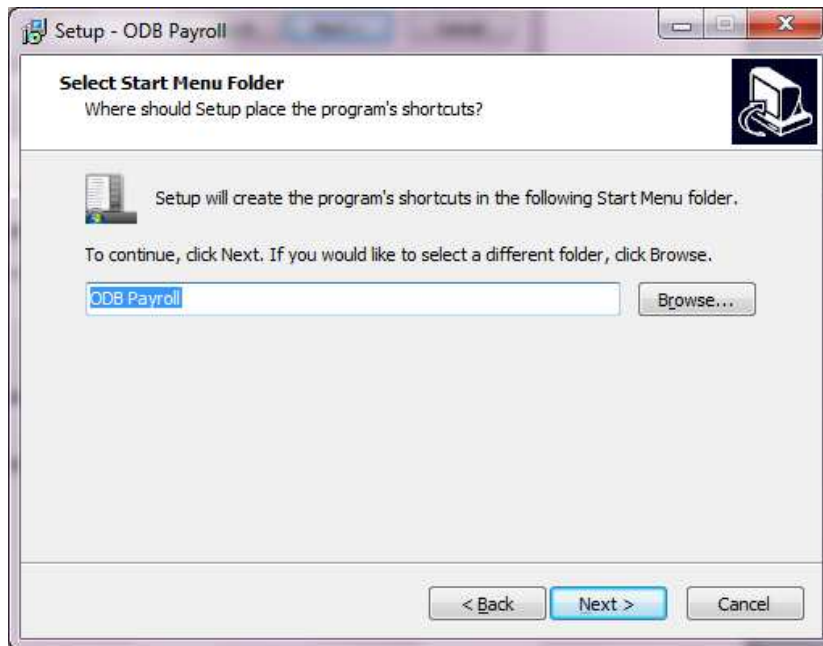 Setup - ODB Payroll
Select Start Menu Folder
Where should Setup place the program's shortcuts?
Setup will create the program's shortcuts in the following Start Menu folder.
To continue, click Next. If you would like to select a different folder, click Browse.
ODB Payroll
Browse...
< Back Next > Cancel